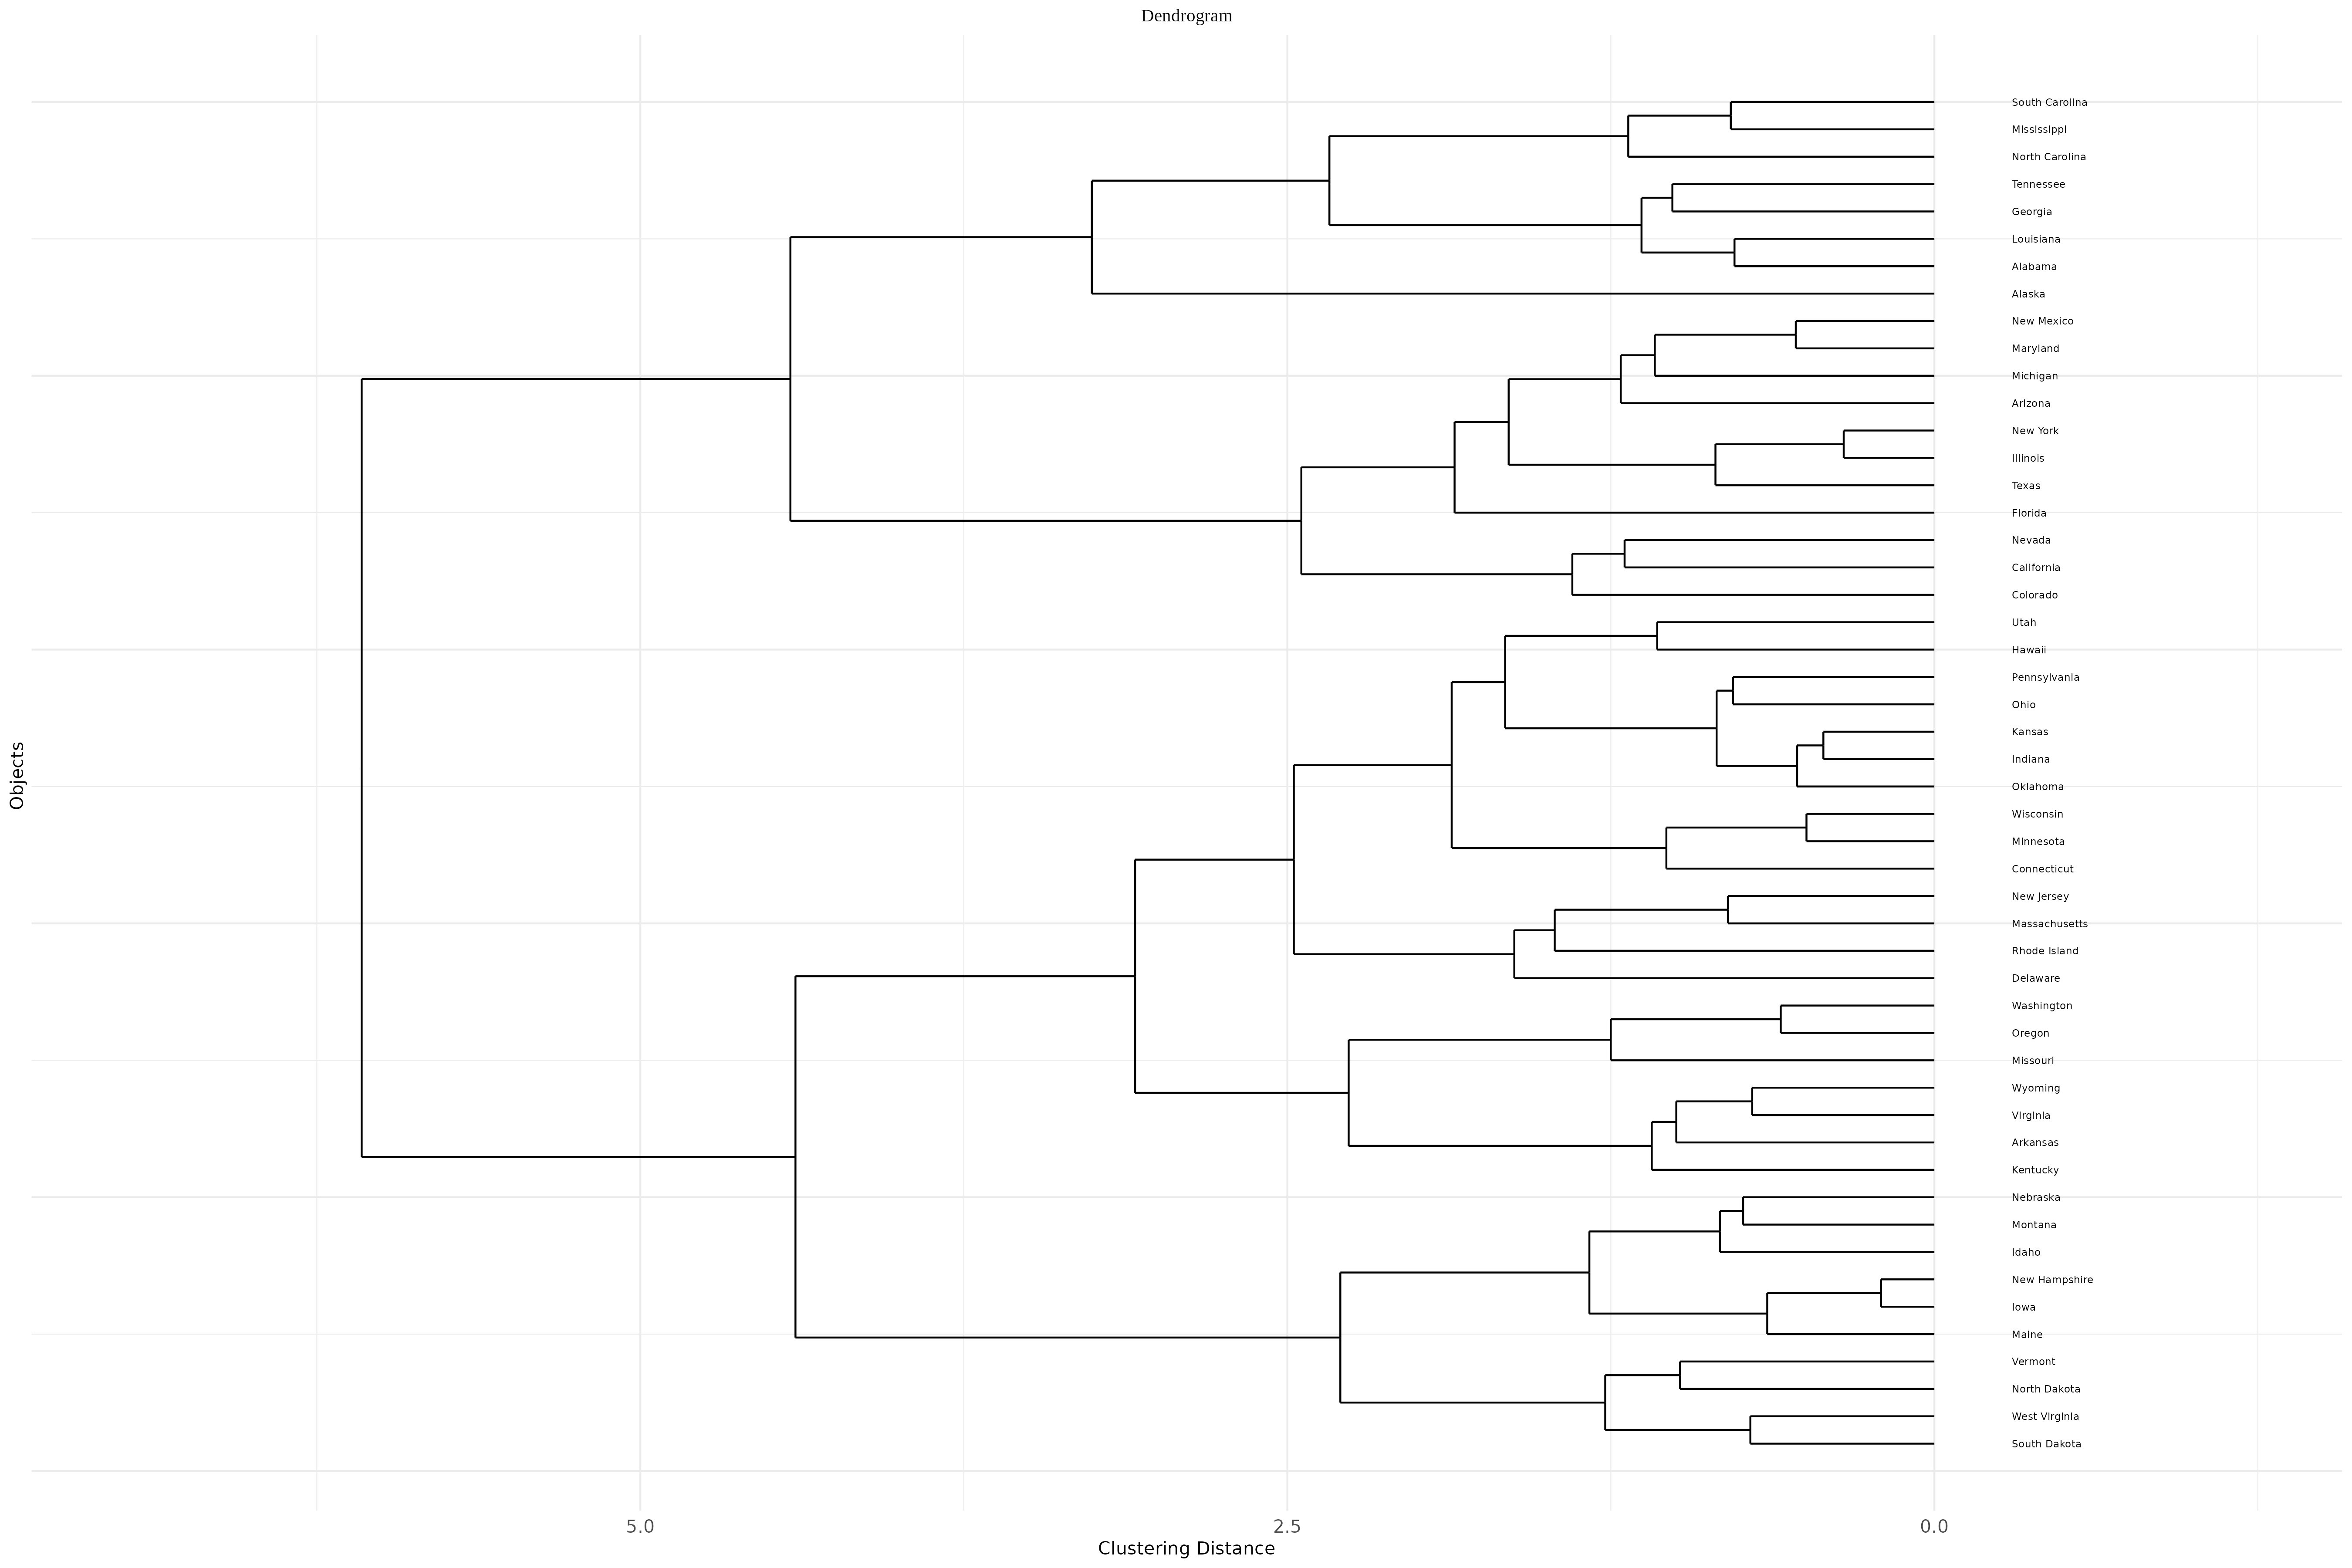 Dendrogram
South Carolina
Mississippi
North Carolina
Tennessee
Georgia
Louisiana
Alabama
Alaska
New Mexico
Maryland
Michigan
Arizona
New York
Illinois
Texas
Florida
Nevada
California
Colorado
Utah
Hawaii
Pennsylvania
Ohio
Kansas
Indiana
Oklahoma
Wisconsin
Minnesota
Connecticut
New Jersey
Massachusetts
Rhode Island
Delaware
Washington
Oregon
Missouri
Wyoming
Virginia
Arkansas
Kentucky
Nebraska
Montana
Idaho
New Hampshire
Iowa
Maine
Vermont
North Dakota
West Virginia
South Dakota
Objects
5.0 2.5 0.0
Clustering Distance